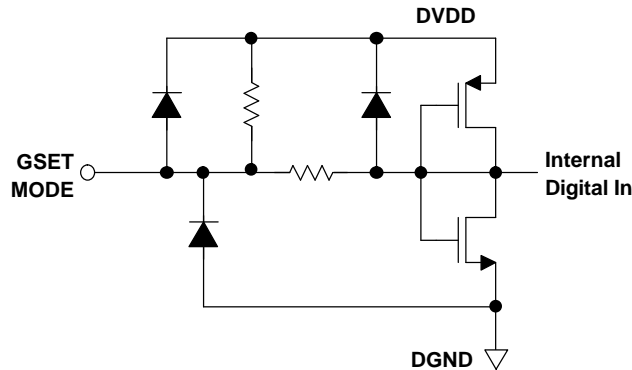 DVDD
GSET
MODE
Internal
Digital In
DGND